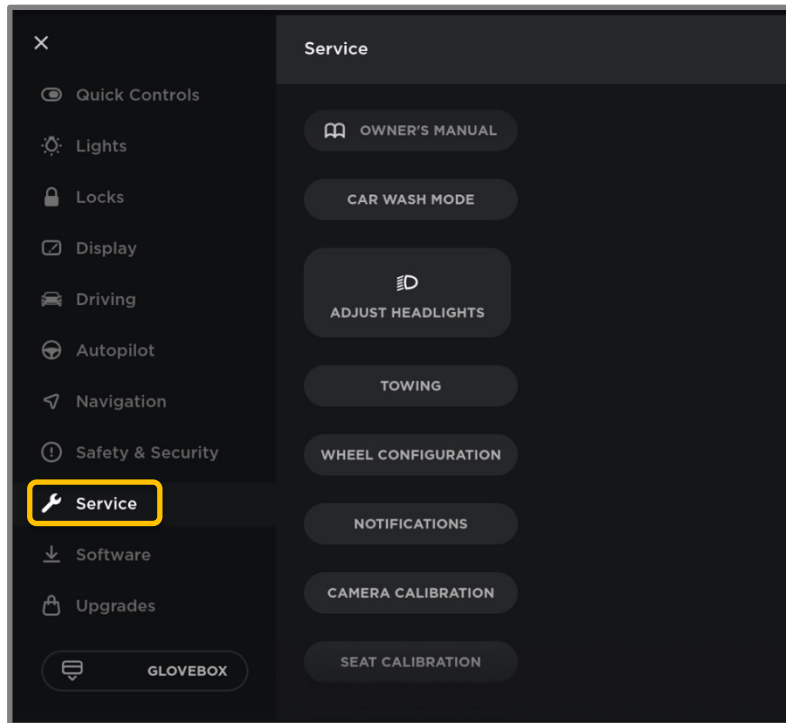 Service
Quick Controls
Lights
Locks
Display
Driving
Autopilot
Navigation
Safety & Security
Service
Software
Upgrades
GLOVEBOX
OWNER'S MANUAL
CAR WASH MODE
ADJUST HEADLIGHTS
TOWING
WHEEL CONFIGURATION
NOTIFICATIONS
CAMERA CALIBRATION
SEAT CALIBRATION